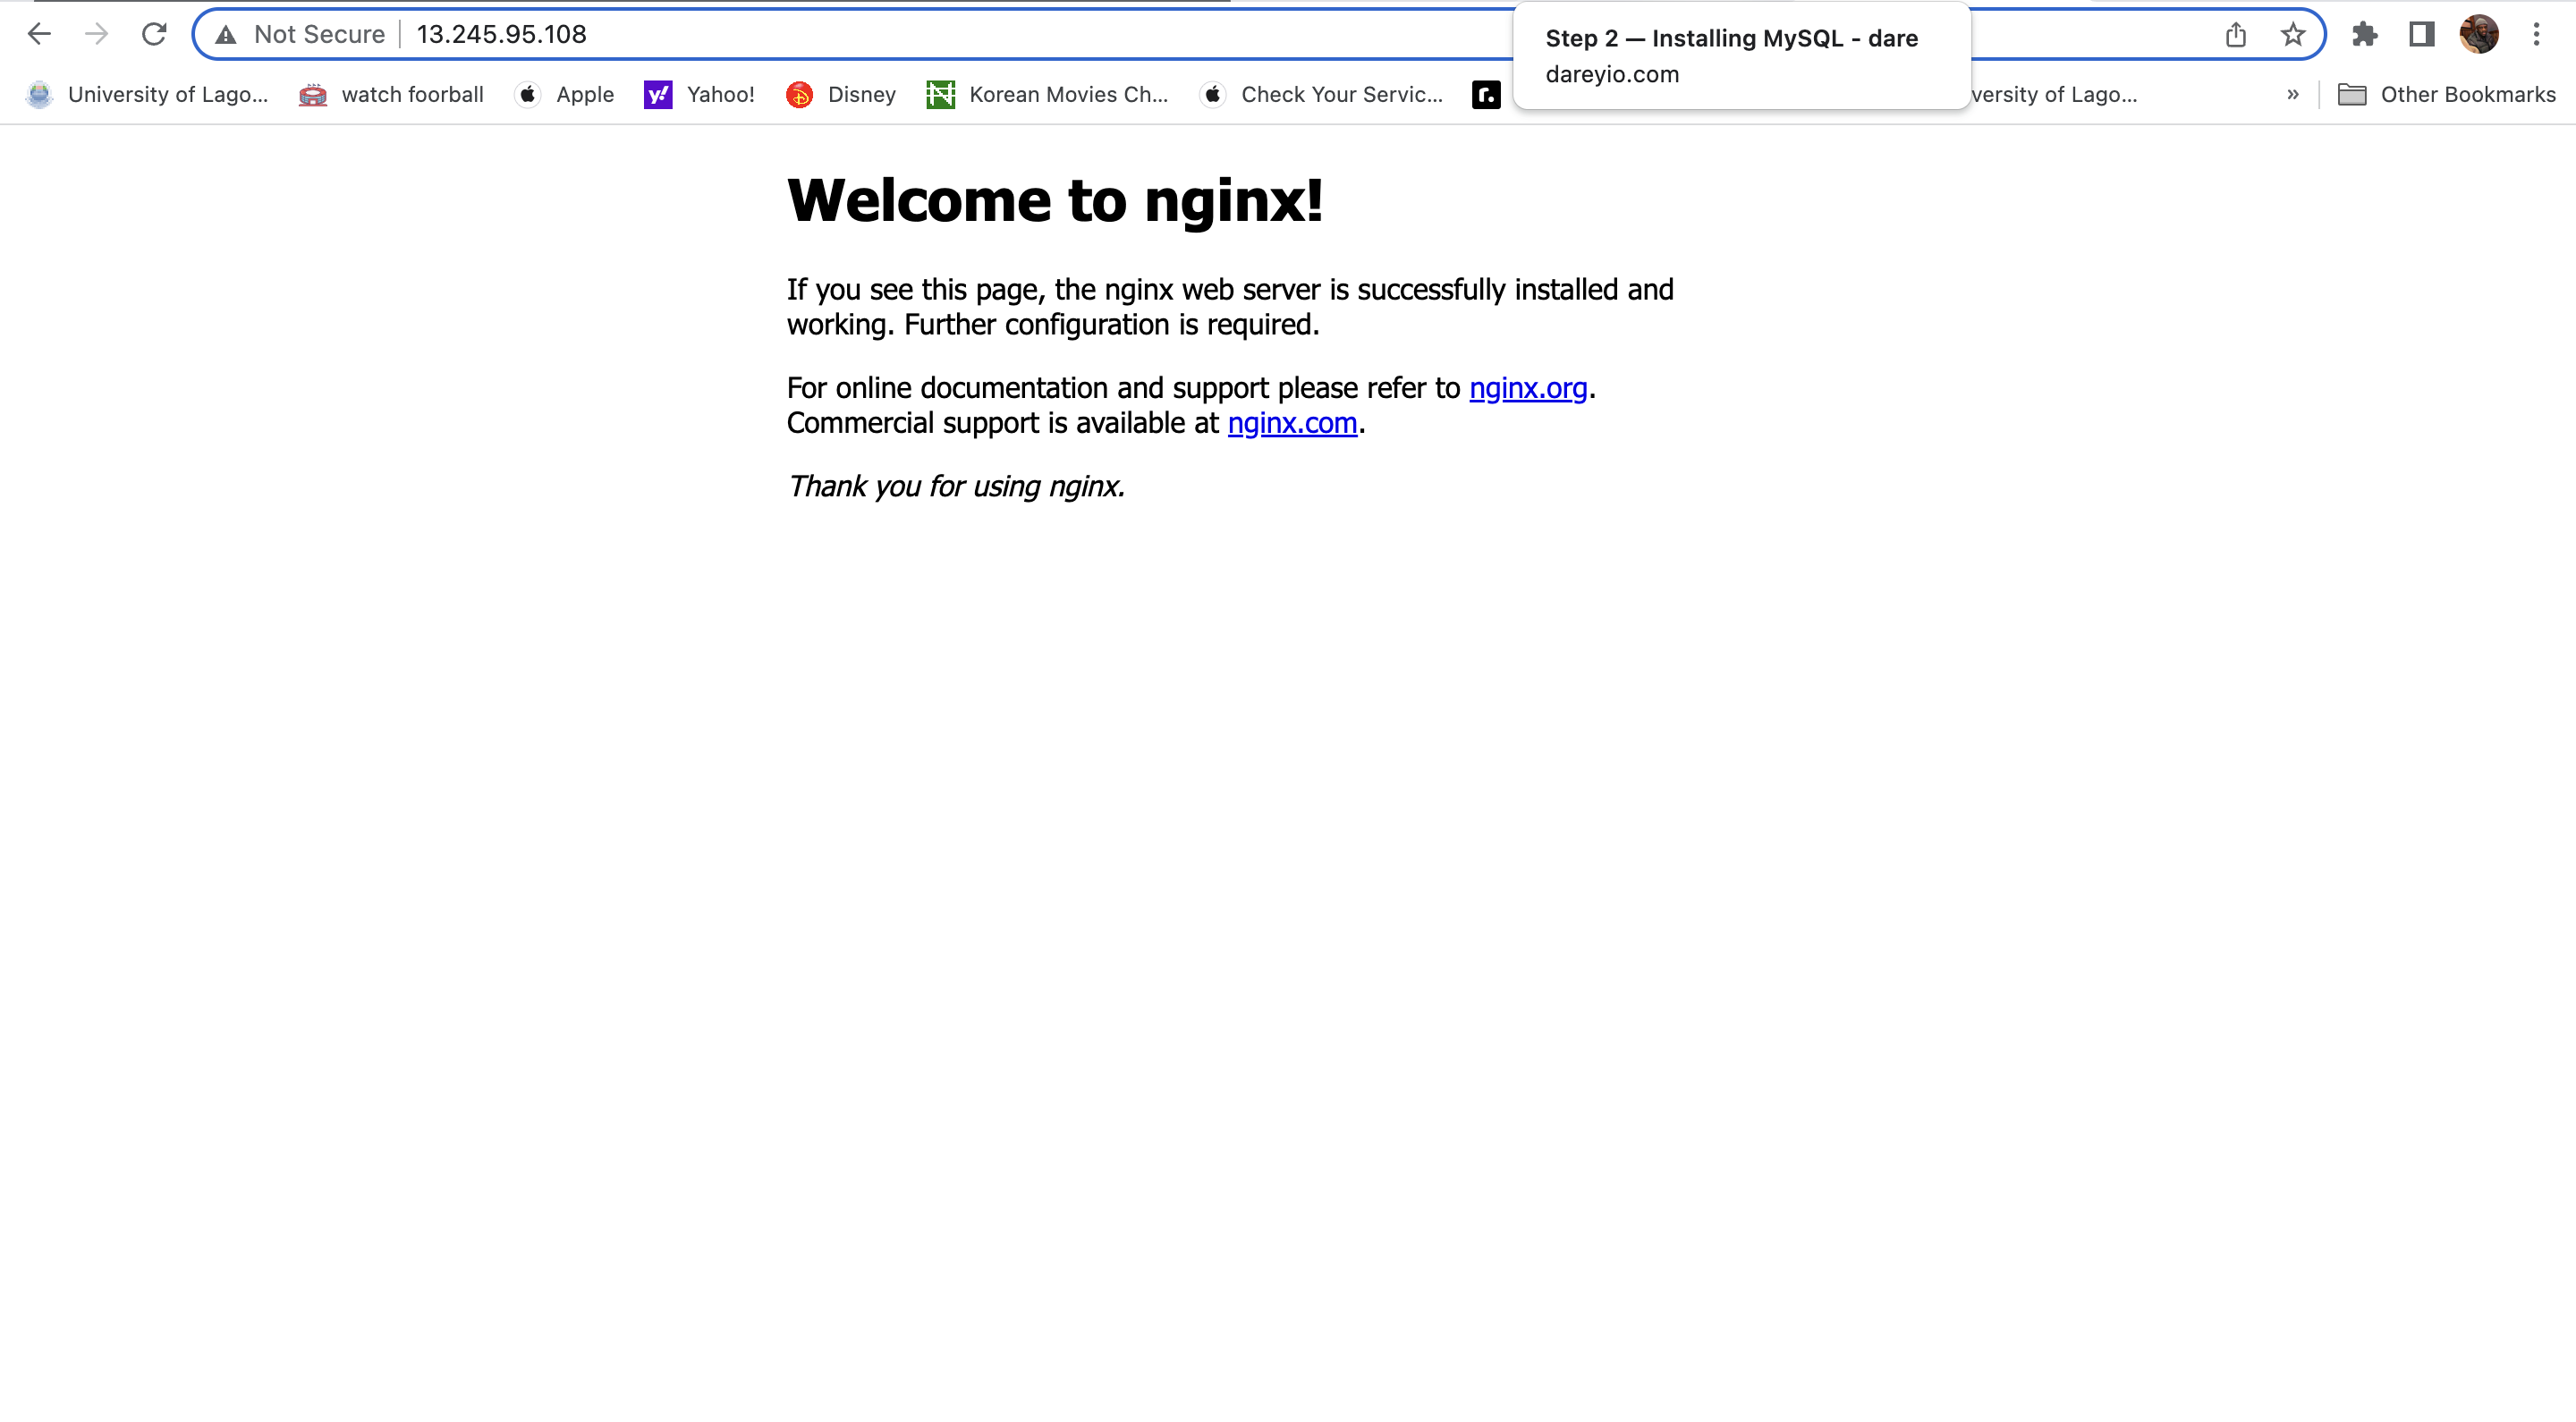 Not Secure 13.245.95.108
Step 2 — Installing MySQL - dare
dareyio.com
University of Lago... watch foorball Apple y! Yahoo! Disney Korean Movies Ch... Check Your Servic... r. versity of Lago... » Other Bookmarks
Welcome to nginx!
If you see this page, the nginx web server is successfully installed and
working. Further configuration is required.
For online documentation and support please refer to nginx.org.
Commercial support is available at nginx.com.
Thank you for using nginx.